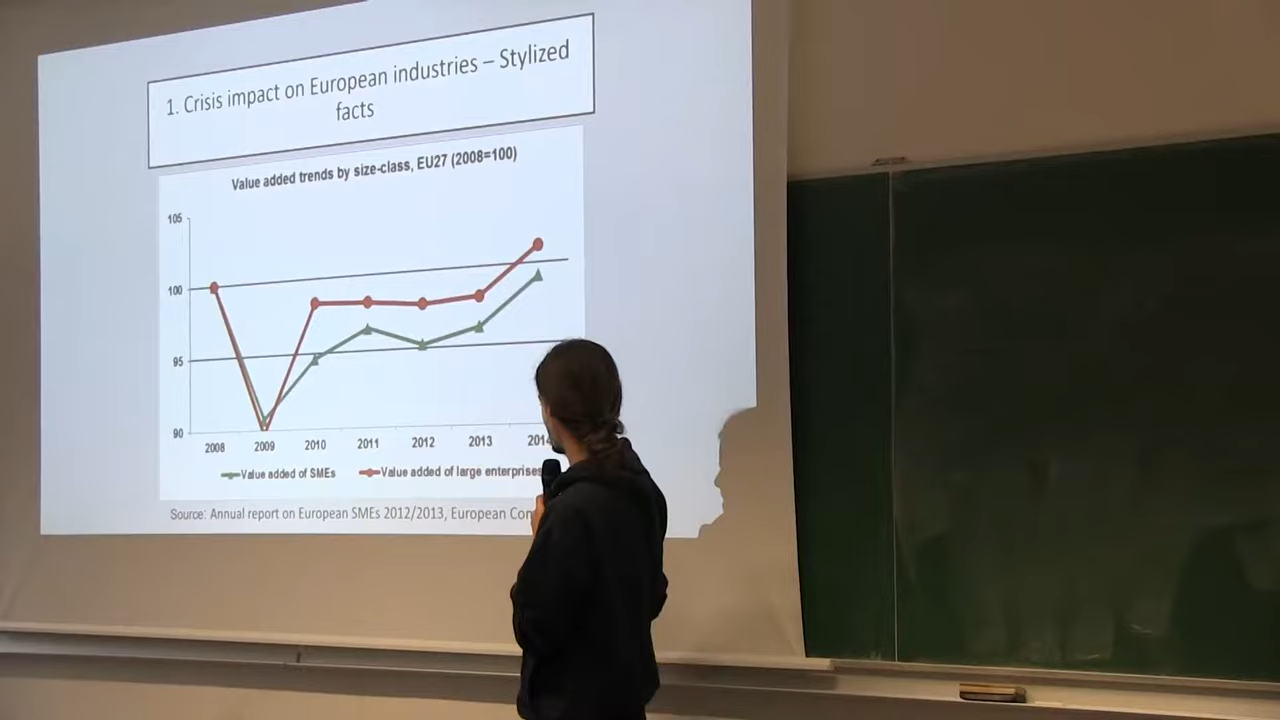 1. Crisis impact on European industries – Stylized
facts
Value added trends by size-class, EU27 (2008=100)
105
100
95
90
2008 2009 2010 2011 2012 2013 2014
Value added of SMEs Value added of large enterprises
Source: Annual report on European SMEs 2012/2013, European